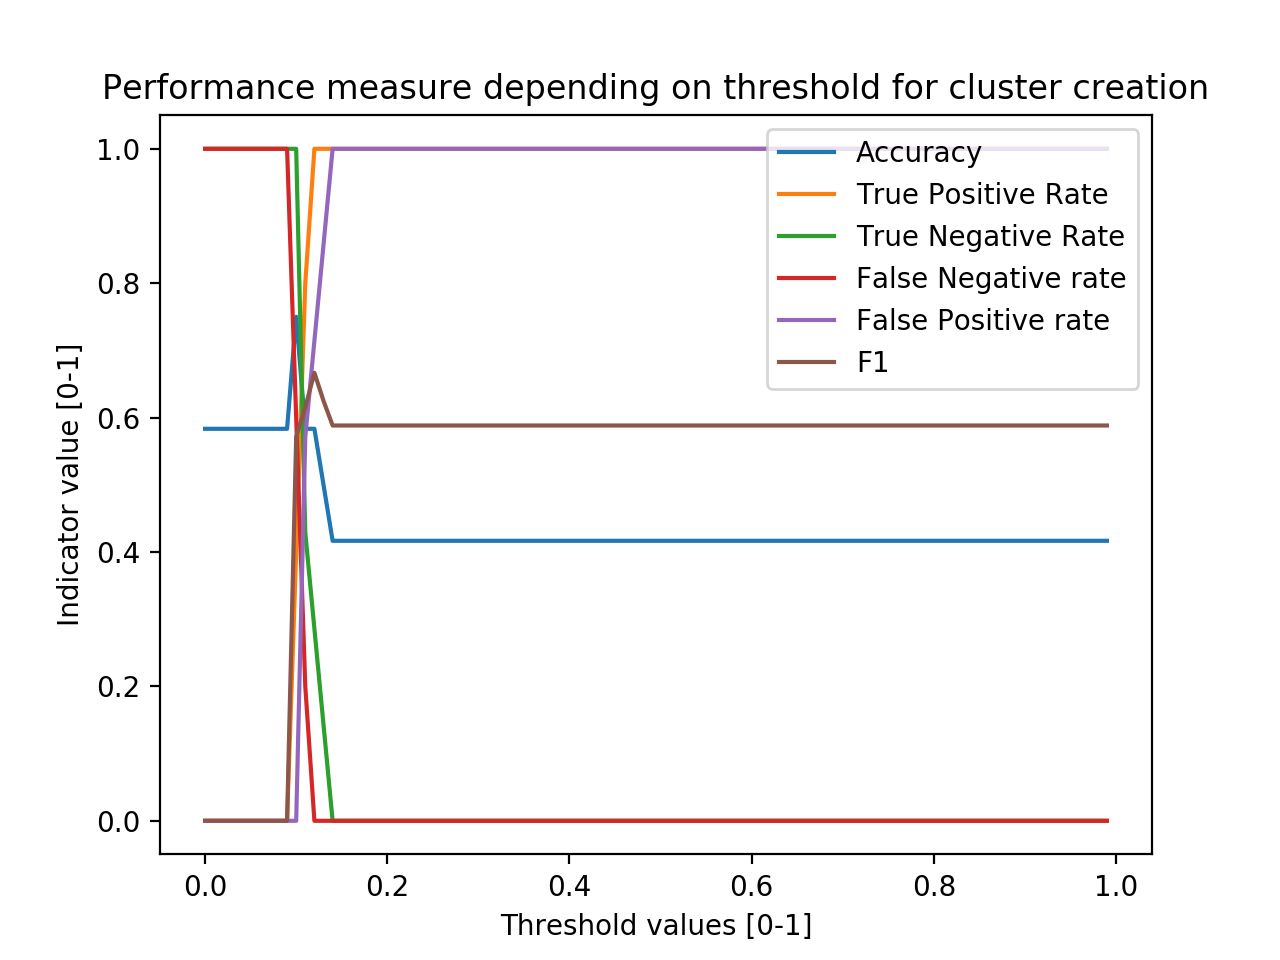 Performance measure depending on threshold for cluster creation
1.0
0.8
0.6
0.4
0.2
0.0
Indicator value [0-1]
Accuracy
True Positive Rate
True Negative Rate
False Negative rate
False Positive rate
F1
0.0 0.2 0.4 0.6 0.8 1.0
Threshold values [0-1]